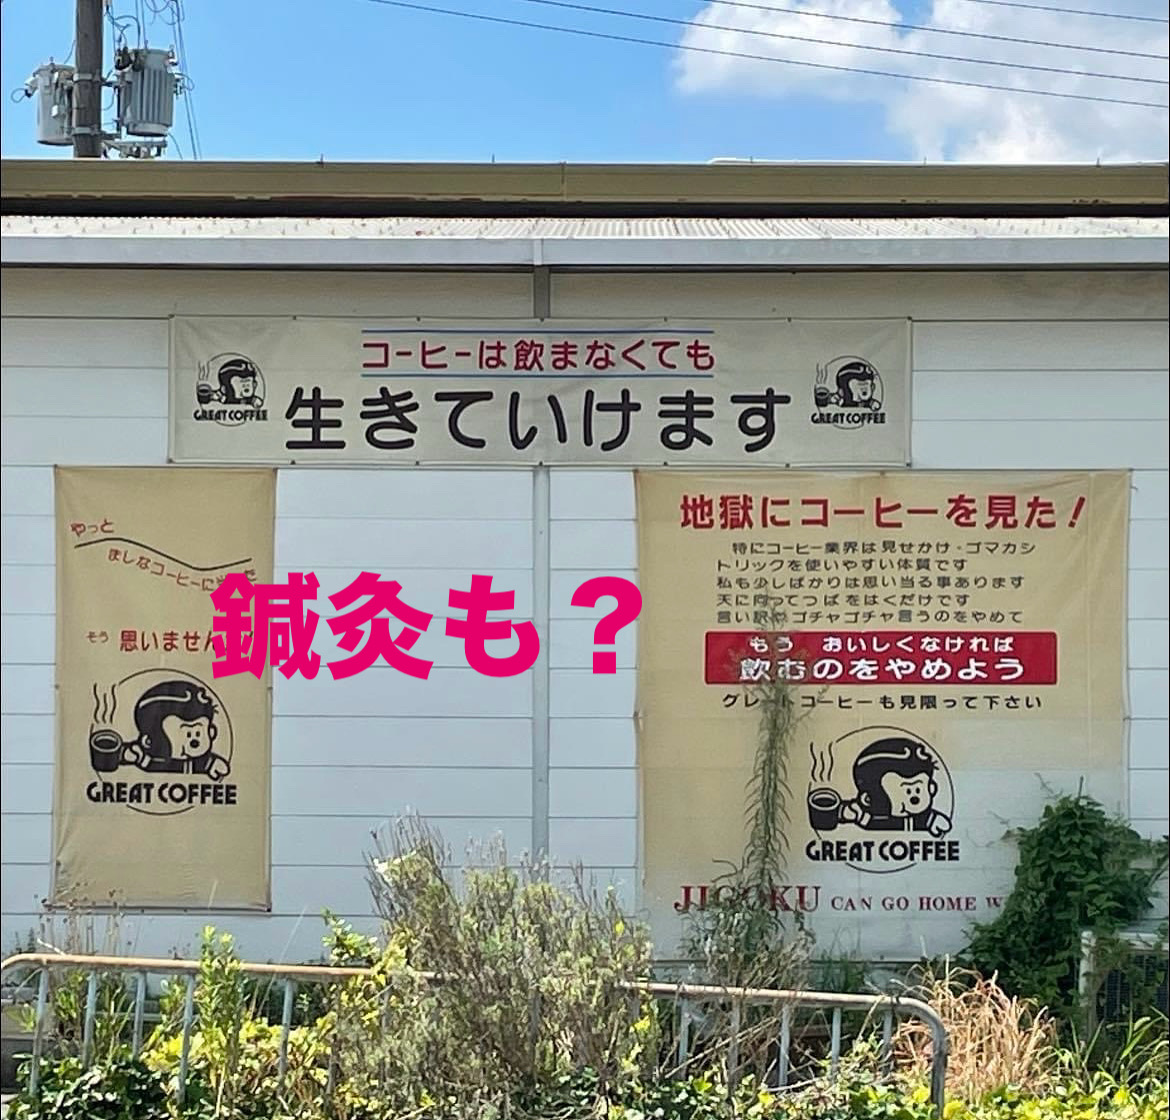 コーヒーは飲まなくても
生きていけます
GREAT COFFEE
GREAT COFFEE
やっと
ましなコーヒーに
そう 思いません
GREAT COFFEE
鍼灸も？
地獄にコーヒーを見た！
特にコーヒー業界は見せかけ・ゴマカシ
トリックを使いやすい体質です
私も少しばかりは思い当る事あります
天に向ってつばをはくだけです
言い訳や ゴチャゴチャ言うのをやめて
もう おいしくなければ
飲むのをやめよう
グレートコーヒーも見限って下さい
GREAT COFFEE
JIGOKU CAN GO HOME